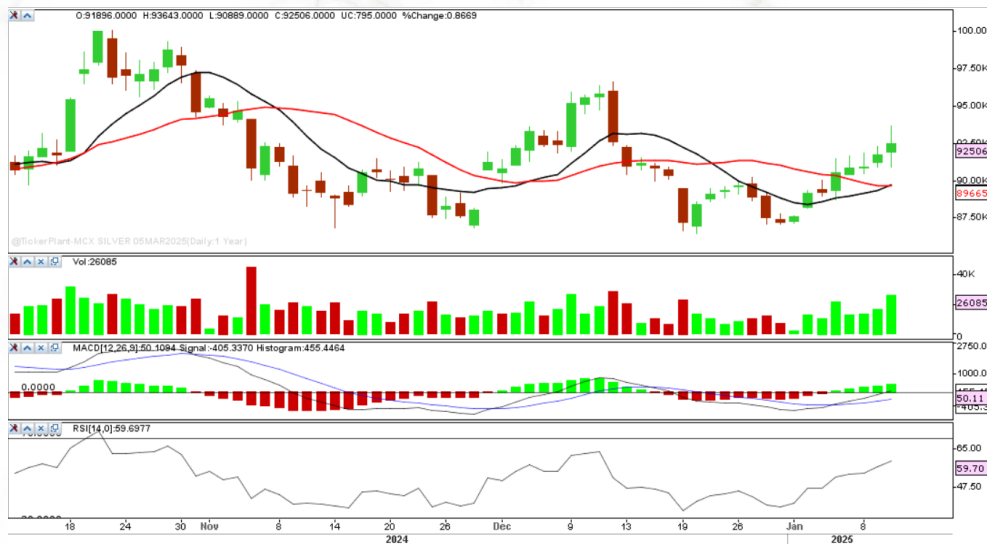 O:91896.0000 H:93643.0000 L:90889.0000 C:92506.0000 UC:795.0000 %Change:0.8669
100.00
97.50K
95.00K
92.50K
92506
90.00K
89665
87.50K
@TickerPlant-MCX SILVER 05MAR2025(Daily:1 Year)
Vol:26085
40K
26085
0
MACD[12,26,9]:50.1094 Signal:-405.3370 Histogram:455.4464
2750.0
1000.0
0.0000
50.11
RSI[14,0]:59.6977
65.00
59.70
47.50
18 24 30 Nov 8 14 20 26 Dec 9 13 19 26 Jan 8
2024 2025